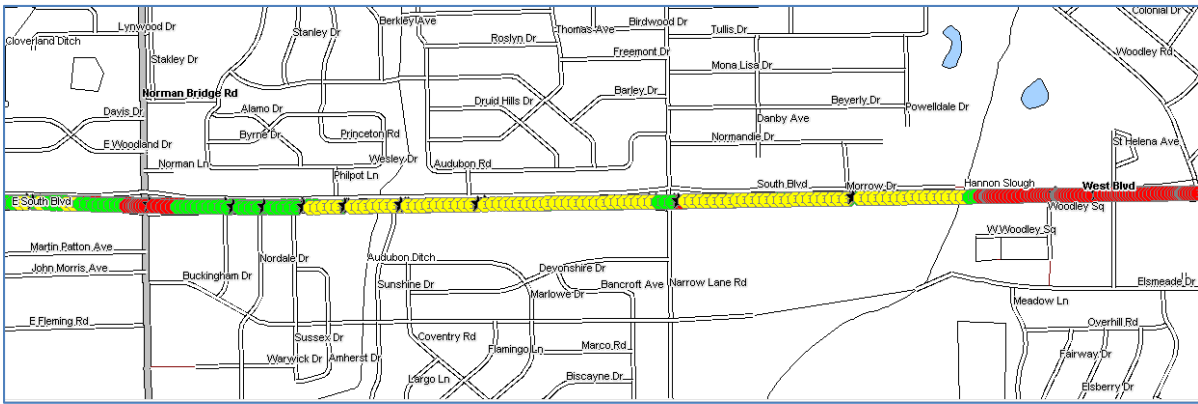 Lynwood Dr
Cloverland Ditch
Stanley Dr
Berkley Ave
Roslyn Dr
Thomas Ave
Birdwood Dr
Tullis Dr
Colonial Dr
Woodley Rd
Stakley Dr
Freemont Dr
Mona Lisa Dr
Norman Bridge Rd
Barley Dr
Davis Dr
Alamo Dr
Druid Hills Dr
Beverly Dr
Powelldale Dr
Danby Ave
Byrne Dr
Princeton Rd
E Woodland Dr
Normandie Dr
St Helena Ave
Norman Ln
Wesley Dr
Audubon Rd
Philpot Ln
South Blvd
Morrow Dr
Hannon Slough
West Blvd
E South Blvd
Woodley Sq
W Woodley Sq
Martin Patton Ave
Nordale Dr
Audubon Ditch
John Morris Ave
Buckingham Dr
Devonshire Dr
Sunshine Dr
Bancroft Ave
Narrow Lane Rd
Elsmeade Dr
Marlowe Dr
Meadow Ln
E Fleming Rd
Sussex Dr
Coventry Rd
Overhill Rd
Flamingo Ln
Marco Rd
Warwick Dr
Amherst Dr
Fairway Dr
Largo Ln
Biscayne Dr
Elsberry Dr